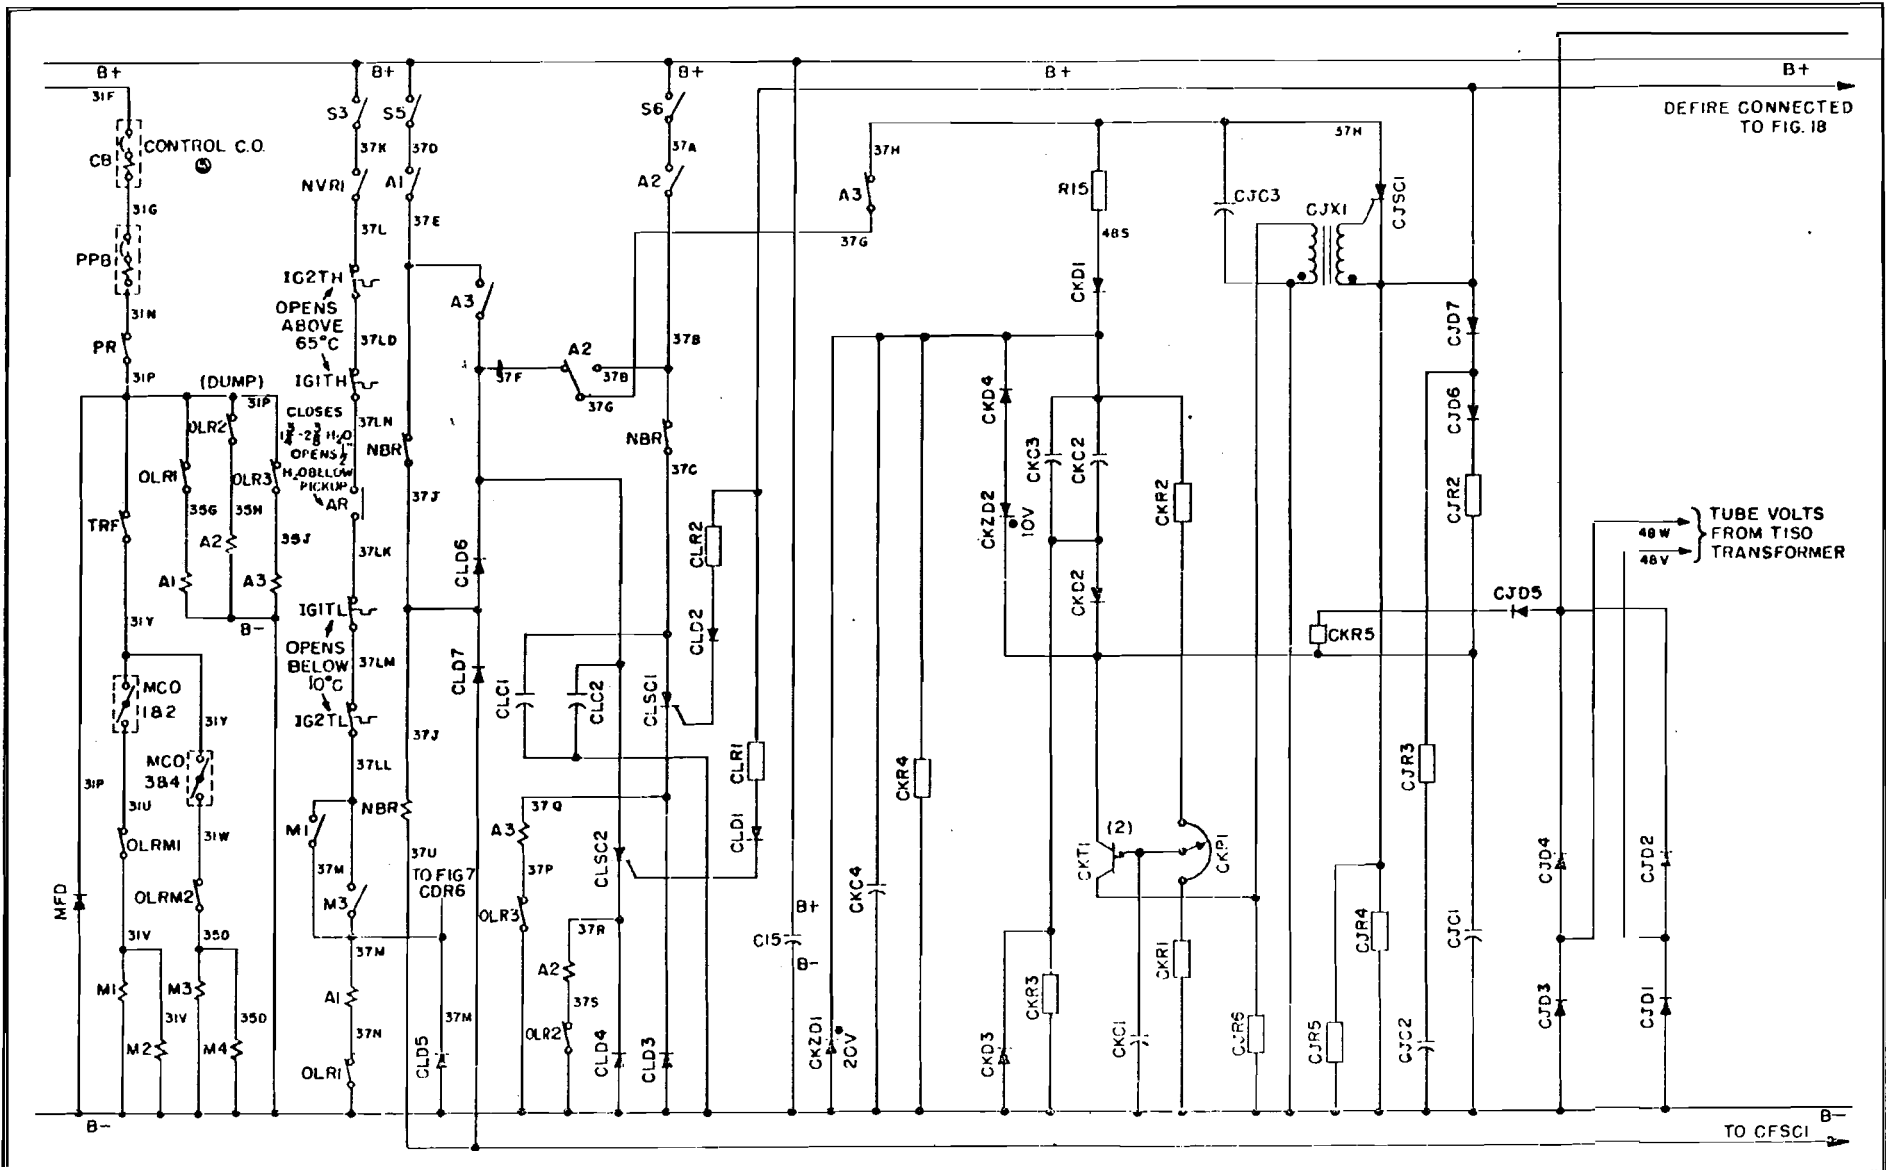 B+
B+
B+
B+
B+
31F
CB
CONTROL C.O.
31G
PPB
31N
PR
31P
(DUMP)
31P
OLR2
OLR1
OLR3
35G
35H
35J
A2
A1
A3
B-
TRF
31Y
MCO
1&2
31Y
MCO
3&4
31P
31U
31W
OLRM1
OLRM2
MFD
31V
35D
M1
M3
31V
35D
M2
M4
B-
S3
S5
37K
37D
NVR1
A1
37L
37E
IG2TH
OPENS
ABOVE
65°C
37LD
IG1TH
CLOSES
37LN
OPENS
H2O BELOW
PICKUP
AR
NBR
37J
37LK
IG1TL
OPENS
BELOW
10°C
37LM
IG2TL
37J
37LL
NBR
M1
37M
M3
37U
TO FIG 7
CDR6
37M
A1
37N
OLR1
37M
CLD5
A3
37F
A2
37B
37G
S6
37A
A2
37B
NBR
37C
CLD6
CLD7
CLR2
CLD2
CLC1
CLC2
CLSC1
CLR1
CLD1
37Q
A3
37P
OLR3
CLSC2
37R
A2
37S
OLR2
CLD4
CLD3
B+
C15
B-
37H
A3
37G
37H
R15
48S
CKD1
CJC3
CJX1
CJSC1
CJD7
CJD6
CJR2
CKD4
CKZD2
10V
CKC3
CKC2
CKR2
CKD2
CKR4
CKC4
CKT1
(2)
CKP1
CKR1
CKR3
CKZD1
20V
CKD3
CKC1
CJR6
CJR5
CJR4
CJR3
CJC2
CJC1
CKR5
CJD5
CJD4
CJD2
CJD3
CJD1
DEFIRE CONNECTED
TO FIG. 18
48W
48V
TUBE VOLTS
FROM T150
TRANSFORMER
B-
TO CFSC1